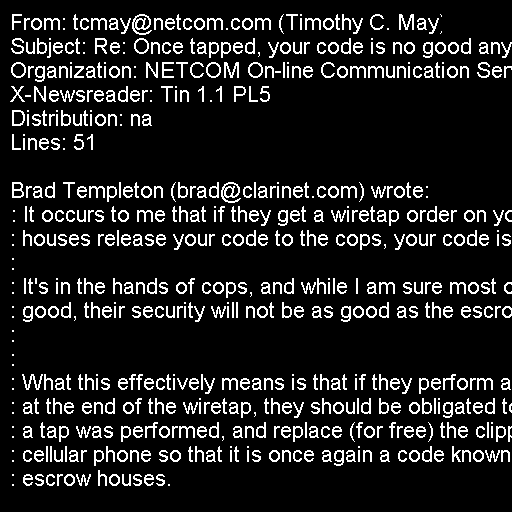 From: tcmay@netcom.com (Timothy C. May)
Subject: Re: Once tapped, your code is no good any
Organization: NETCOM On-line Communication Ser
X-Newsreader: Tin 1.1 PL5
Distribution: na
Lines: 51

Brad Templeton (brad@clarinet.com) wrote:
: It occurs to me that if they get a wiretap order on yo
: houses release your code to the cops, your code is
:
: It's in the hands of cops, and while I am sure most o
: good, their security will not be as good as the escro
:
:
: What this effectively means is that if they perform a
: at the end of the wiretap, they should be obligated to
: a tap was performed, and replace (for free) the clipp
: cellular phone so that it is once again a code known
: escrow houses.